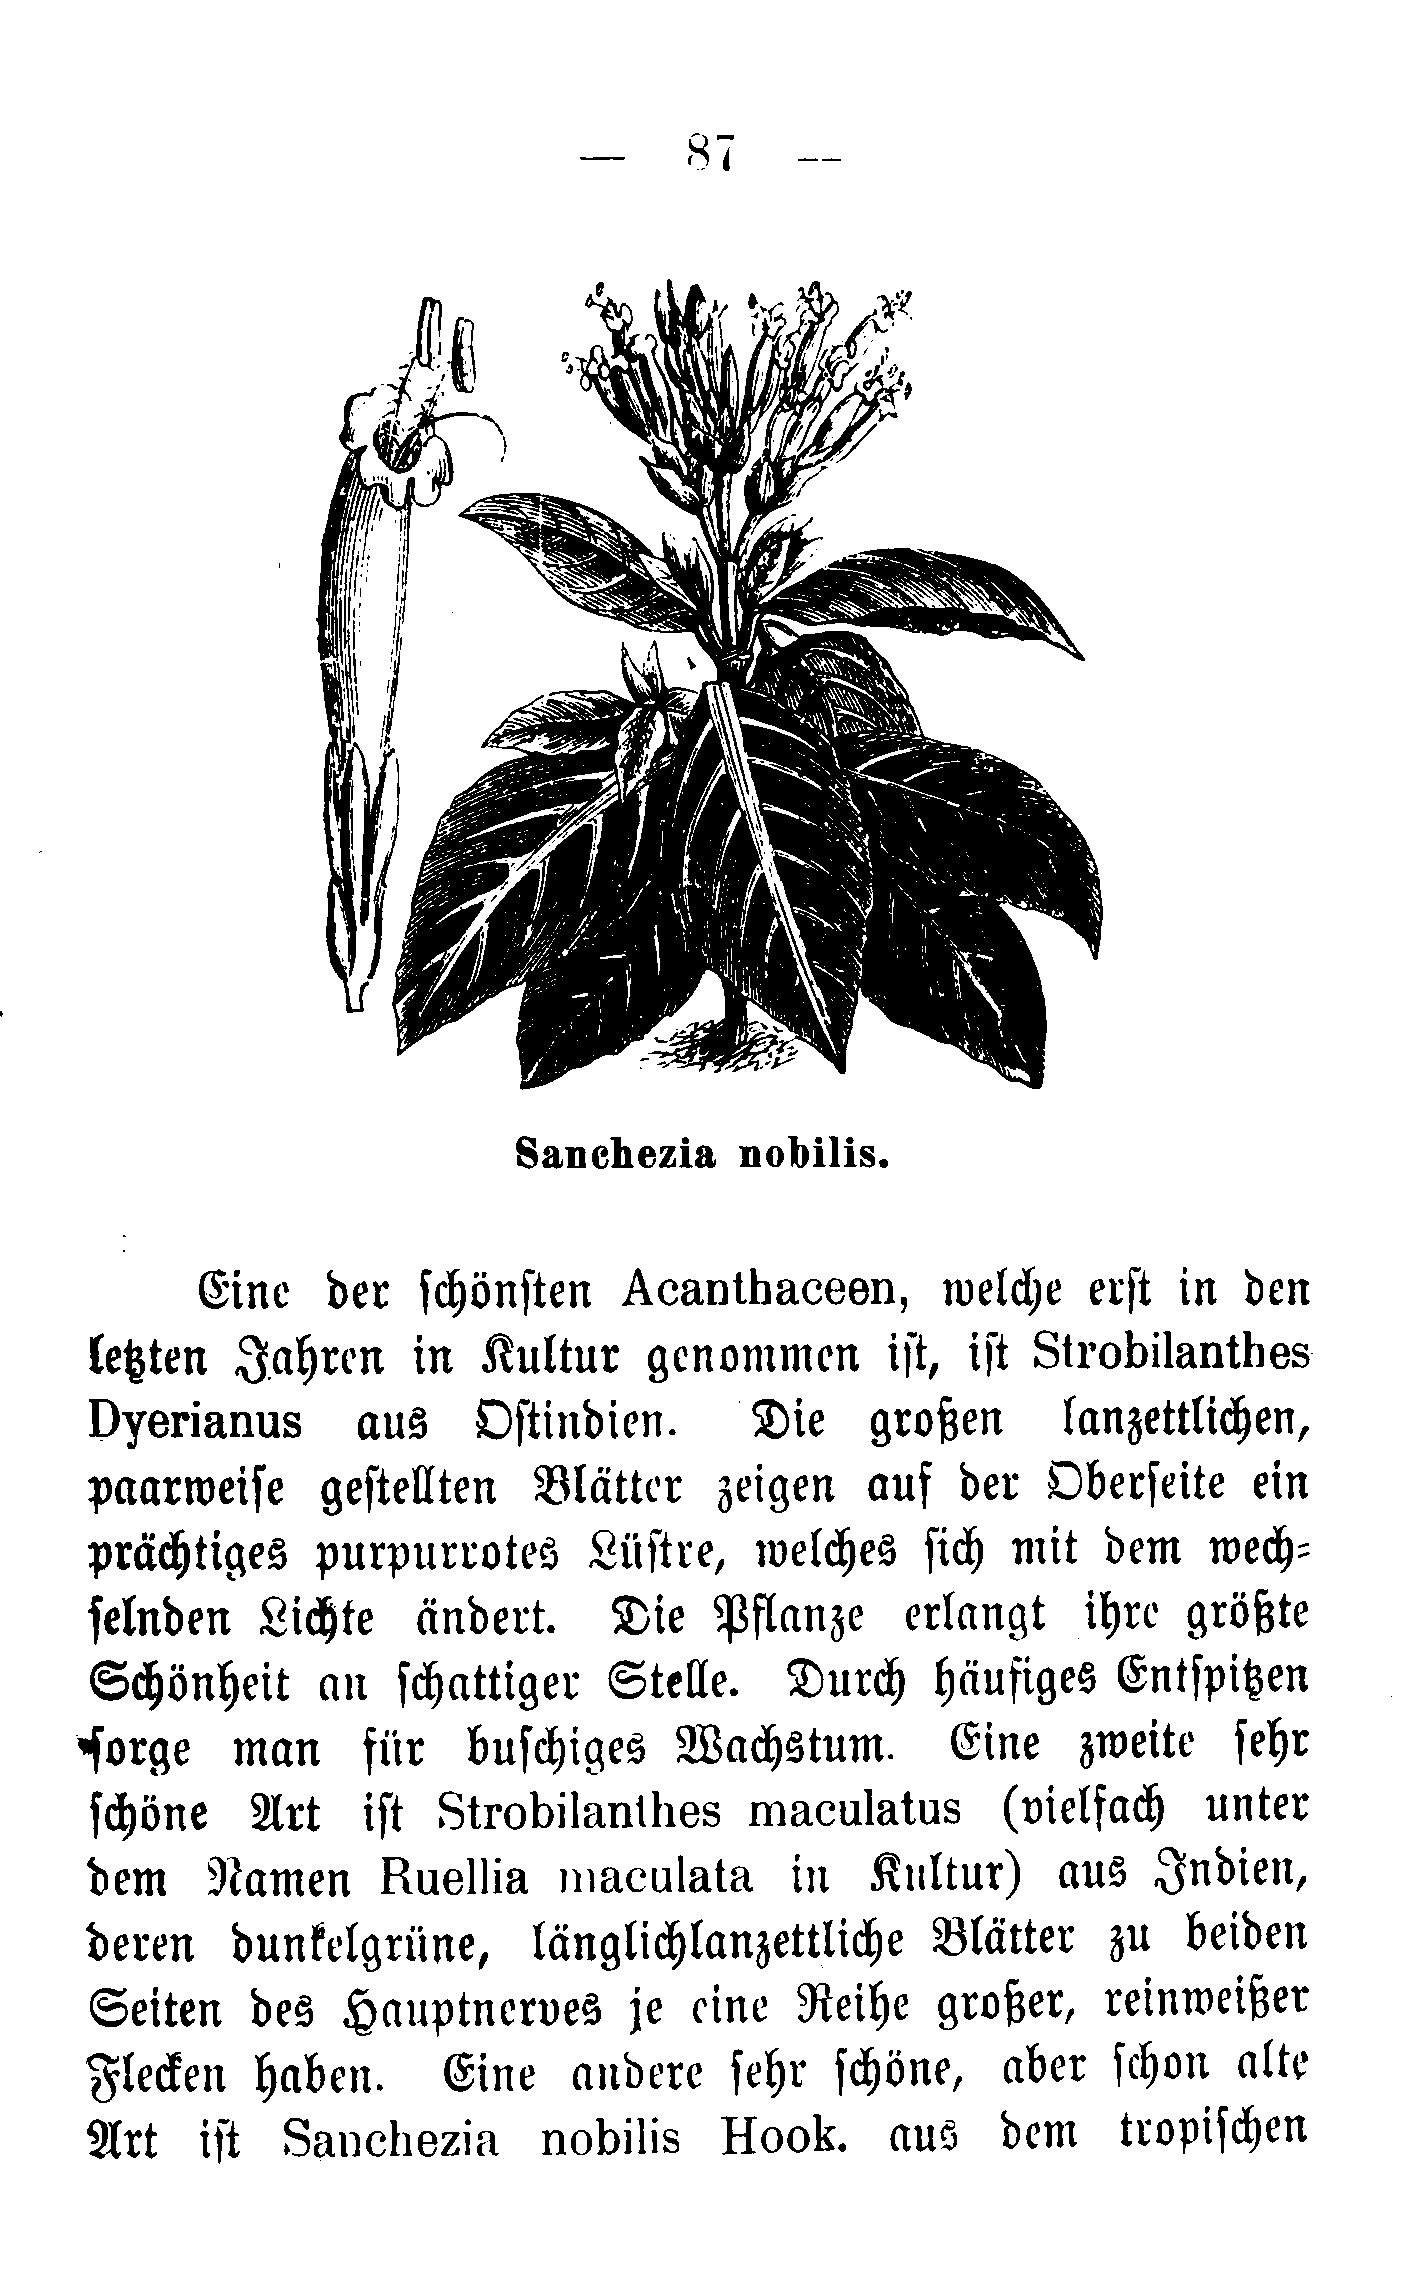 — 87 —
Sanchezia nobilis.
Eine der schönsten Acanthaceen, welche erst in den
letzten Jahren in Kultur genommen ist, ist Strobilanthes
Dyerianus aus Ostindien. Die großen lanzettlichen,
paarweise gestellten Blätter zeigen auf der Oberseite ein
prächtiges purpurrotes Lüstre, welches sich mit dem wech-
selnden Lichte ändert. Die Pflanze erlangt ihre größte
Schönheit an schattiger Stelle. Durch häufiges Entspitzen
sorge man für buschiges Wachstum. Eine zweite sehr
schöne Art ist Strobilanthes maculatus (vielfach unter
dem Namen Ruellia maculata in Kultur) aus Indien,
deren dunkelgrüne, länglichlanzettliche Blätter zu beiden
Seiten des Hauptnerves je eine Reihe großer, reinweißer
Flecken haben. Eine andere sehr schöne, aber schon alte
Art ist Sanchezia nobilis Hook. aus dem tropischen